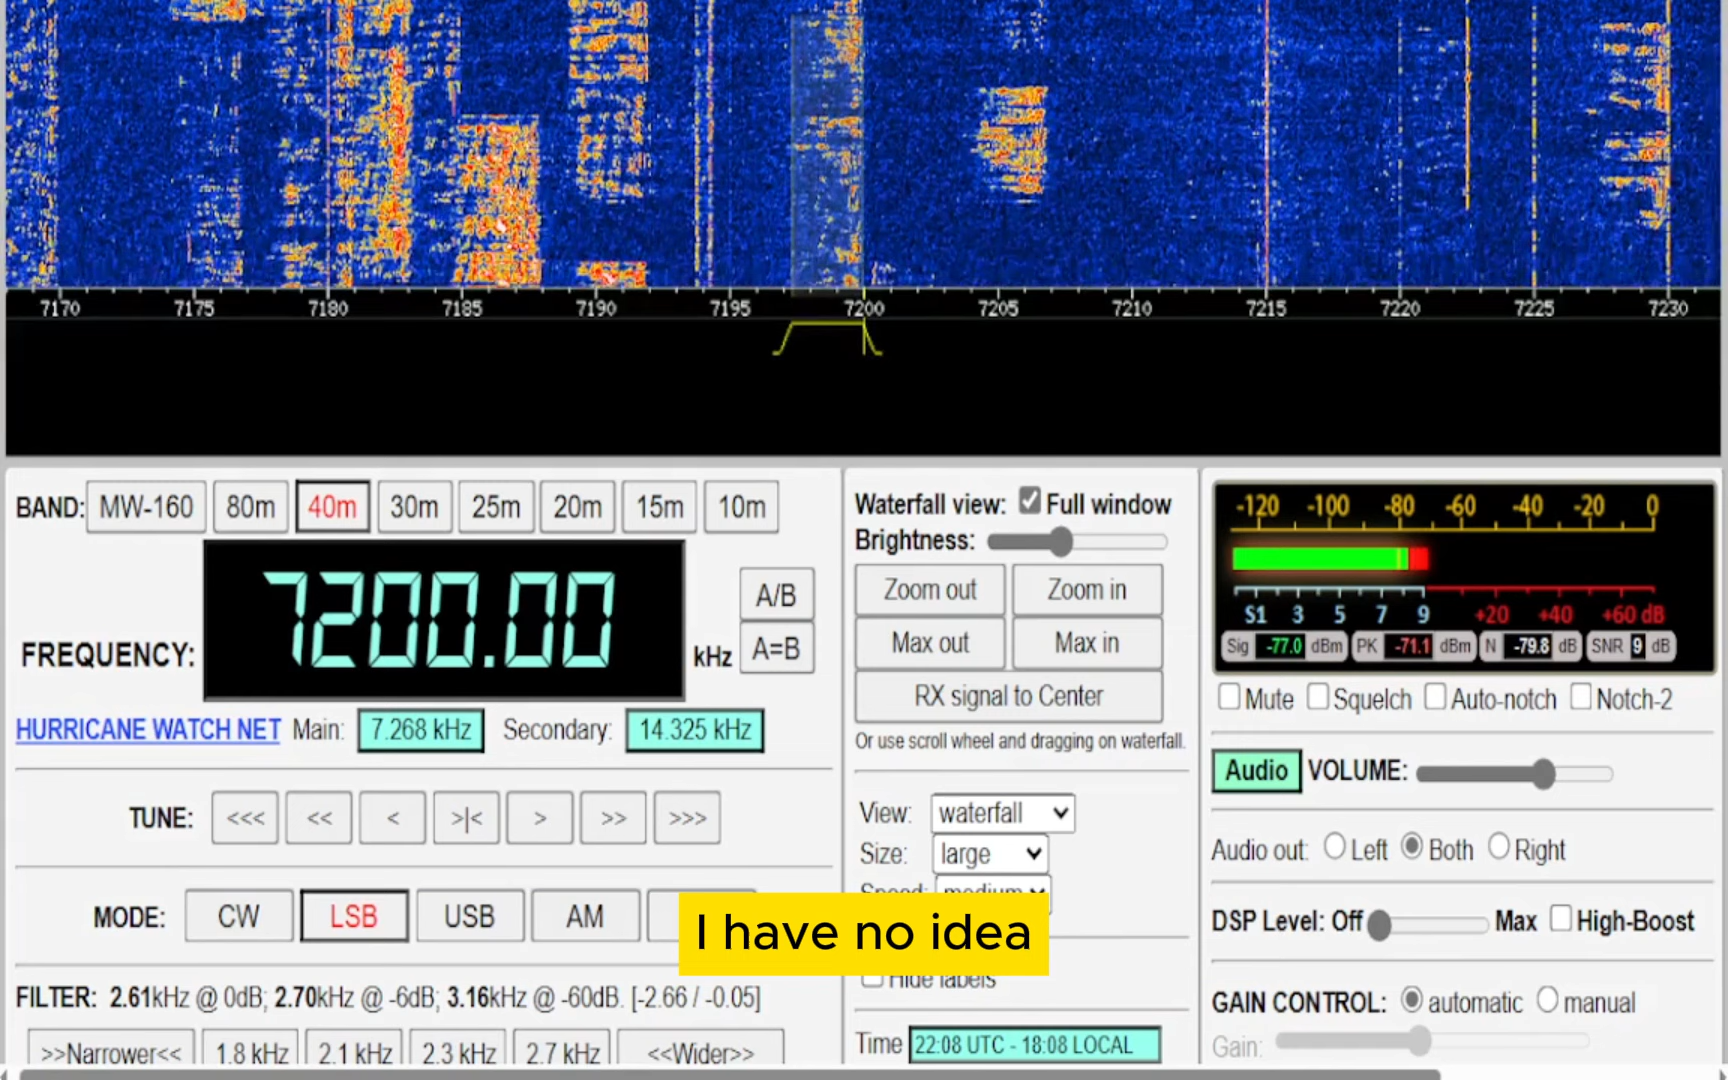 7170 7175 7180 7185 7190 7195 7200 7205 7210 7215 7220 7225 7230
BAND: MW-160 80m 40m 30m 25m 20m 15m 10m
FREQUENCY: 7200.00 kHz A/B A=B
HURRICANE WATCH NET Main: 7.268 kHz Secondary: 14.325 kHz
TUNE: <<< << < >|< > >> >>>
MODE: CW LSB USB AM
FILTER: 2.61kHz @ 0dB; 2.70kHz @ -6dB; 3.16kHz @ -60dB. [-2.66 / -0.05]
>>Narrower<< 1.8 kHz 2.1 kHz 2.3 kHz 2.7 kHz <<Wider>>
Waterfall view: Full window
Brightness:
Zoom out Zoom in
Max out Max in
RX signal to Center
Or use scroll wheel and dragging on waterfall.
View: waterfall
Size: large
Speed: medium
I have no idea
Hide labels
Time 22:08 UTC - 18:08 LOCAL
-120 -100 -80 -60 -40 -20 0
S1 3 5 7 9 +20 +40 +60 dB
Sig -77.0 dBm PK -71.1 dBm N -79.8 dB SNR 9 dB
Mute Squelch Auto-notch Notch-2
Audio VOLUME:
Audio out: Left Both Right
DSP Level: Off Max High-Boost
GAIN CONTROL: automatic manual
Gain: